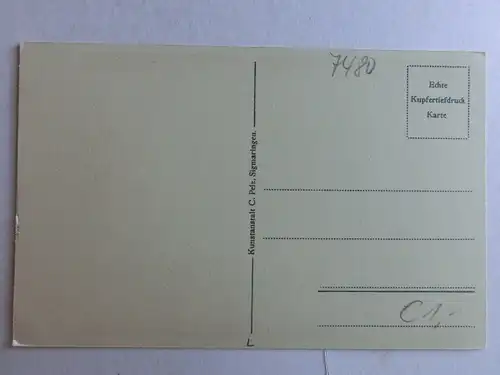 7480
Echte
Kupfertiefdruck
Karte
Kunstanstalt C. Pelz, Sigmaringen.
C1,-
L